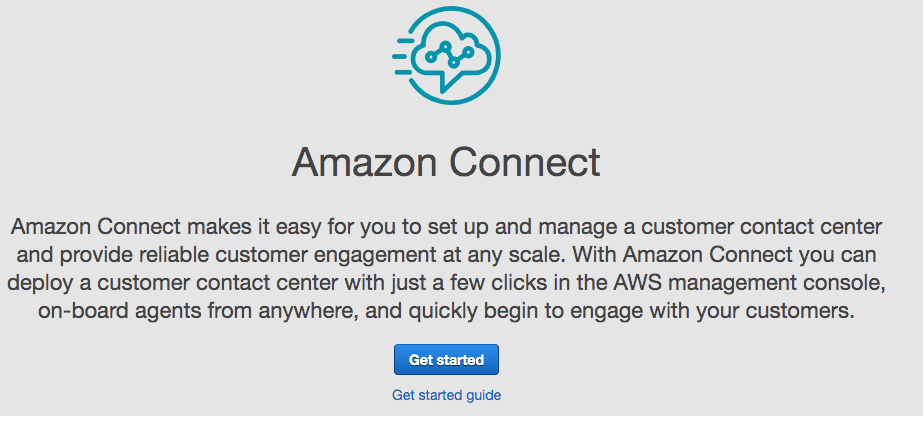 Amazon Connect
Amazon Connect makes it easy for you to set up and manage a customer contact center
and provide reliable customer engagement at any scale. With Amazon Connect you can
deploy a customer contact center with just a few clicks in the AWS management console,
on-board agents from anywhere, and quickly begin to engage with your customers.
Get started
Get started guide